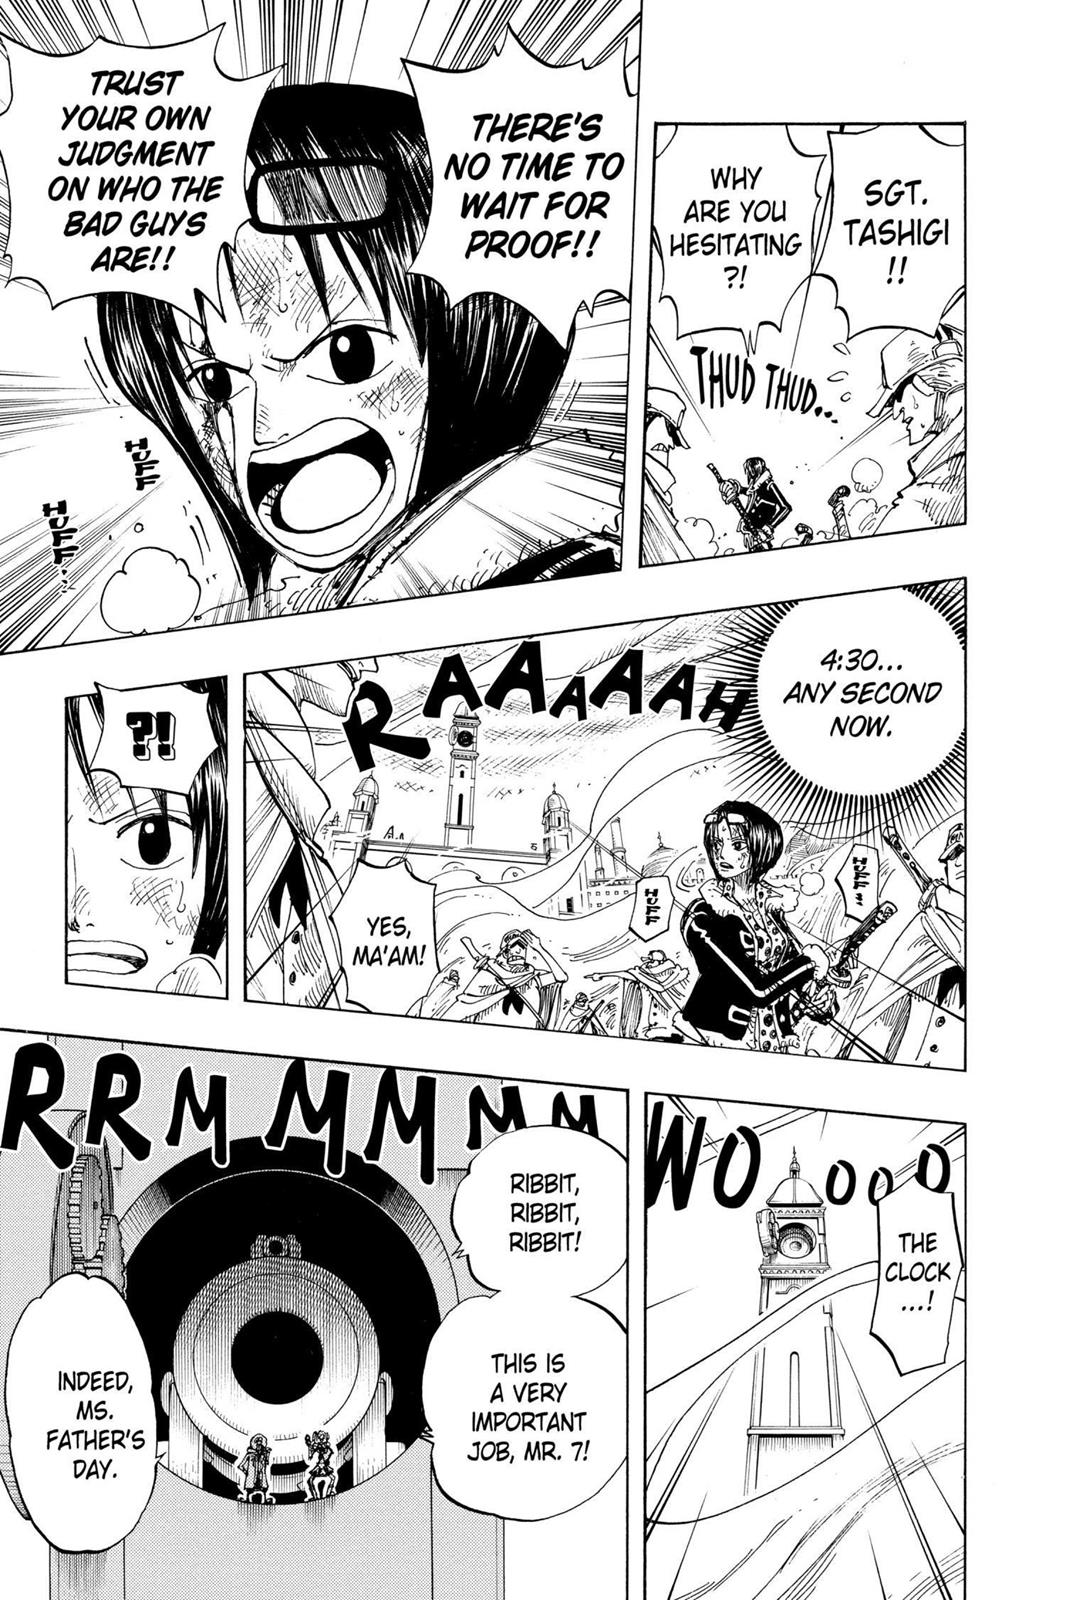 SGT.
TASHIGI
!!
WHY
ARE YOU
HESITATING
?!
THUD THUD...
THERE'S
NO TIME TO
WAIT FOR
PROOF!!
TRUST
YOUR OWN
JUDGMENT
ON WHO THE
BAD GUYS
ARE!!
HUFF
HUFF...
4:30...
ANY SECOND
NOW.
RAAAAAAH
HUFF...
HUFF
YES,
MA'AM!
?!
WOOOO
THE
CLOCK
...!
RRMMMMM
RIBBIT,
RIBBIT,
RIBBIT!
THIS IS
A VERY
IMPORTANT
JOB, MR. 7!
INDEED,
MS.
FATHER'S
DAY.